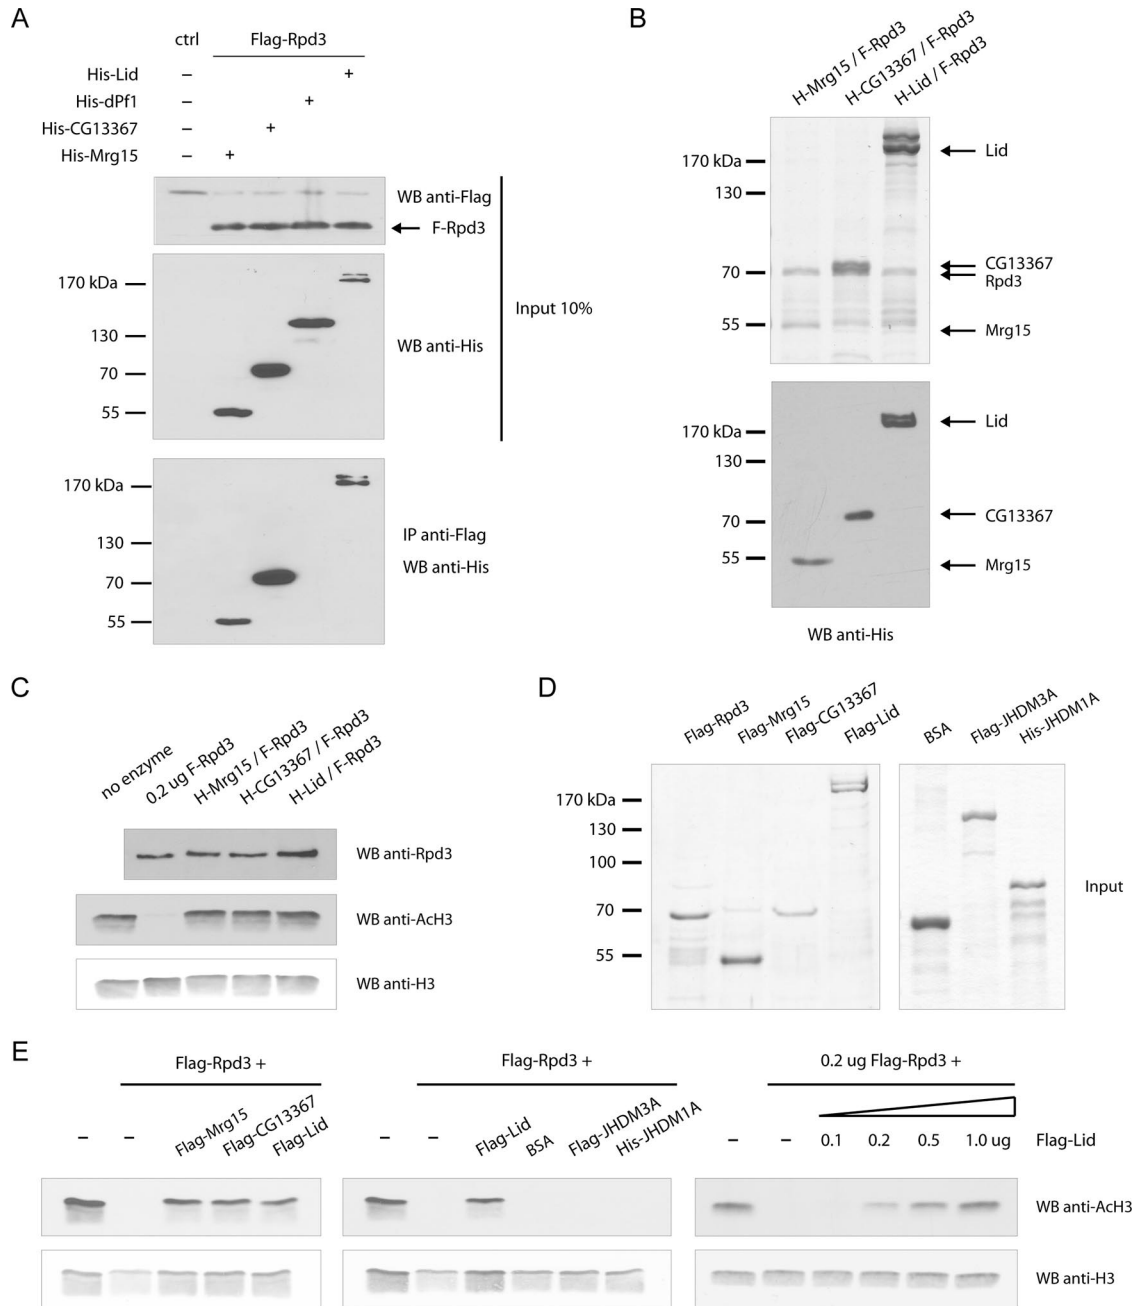 A
ctrl Flag-Rpd3
His-Lid – +
His-dPf1 – +
His-CG13367 – +
His-Mrg15 – +
WB anti-Flag
F-Rpd3
170 kDa
130
70
55
WB anti-His
Input 10%
170 kDa
130
70
55
IP anti-Flag
WB anti-His
B
H-Mrg15 / F-Rpd3
H-CG13367 / F-Rpd3
H-Lid / F-Rpd3
170 kDa
130
70
55
Lid
CG13367
Rpd3
Mrg15
170 kDa
130
70
55
Lid
CG13367
Mrg15
WB anti-His
C
no enzyme
0.2 ug F-Rpd3
H-Mrg15 / F-Rpd3
H-CG13367 / F-Rpd3
H-Lid / F-Rpd3
WB anti-Rpd3
WB anti-AcH3
WB anti-H3
D
Flag-Rpd3
Flag-Mrg15
Flag-CG13367
Flag-Lid
BSA
Flag-JHDM3A
His-JHDM1A
170 kDa
130
100
70
55
Input
E
Flag-Rpd3 +
– – Flag-Mrg15 Flag-CG13367 Flag-Lid
Flag-Rpd3 +
– – Flag-Lid BSA Flag-JHDM3A His-JHDM1A
0.2 ug Flag-Rpd3 +
– – 0.1 0.2 0.5 1.0 ug Flag-Lid
WB anti-AcH3
WB anti-H3